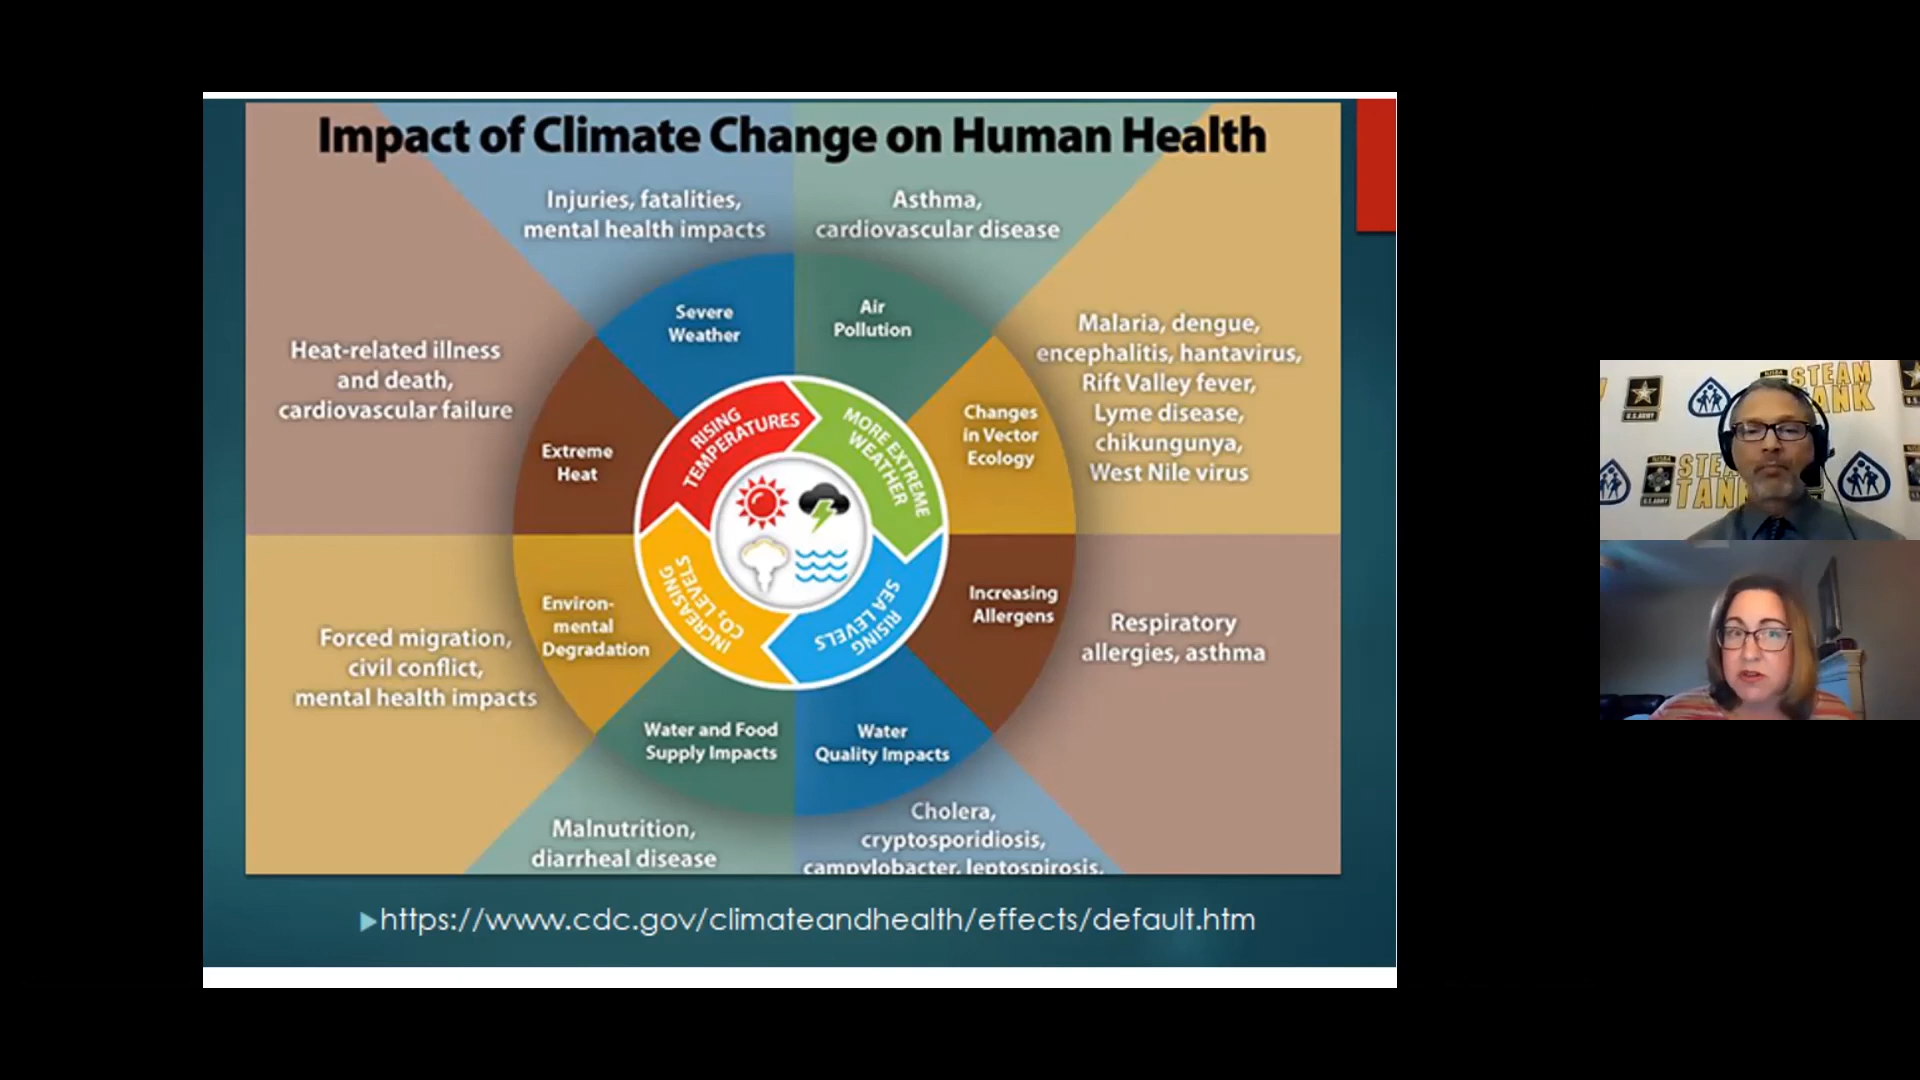 Impact of Climate Change on Human Health
Injuries, fatalities,
mental health impacts
Asthma,
cardiovascular disease
Severe
Weather
Air
Pollution
Heat-related illness
and death,
cardiovascular failure
Malaria, dengue,
encephalitis, hantavirus,
Rift Valley fever,
Lyme disease,
chikungunya,
West Nile virus
Extreme
Heat
Changes
in Vector
Ecology
RISING
TEMPERATURES
MORE EXTREME
WEATHER
INCREASING
CO₂ LEVELS
RISING
SEA LEVELS
Environ-
mental
Degradation
Increasing
Allergens
Forced migration,
civil conflict,
mental health impacts
Respiratory
allergies, asthma
Water and Food
Supply Impacts
Water
Quality Impacts
Malnutrition,
diarrheal disease
Cholera,
cryptosporidiosis,
campylobacter, leptospirosis,
https://www.cdc.gov/climateandhealth/effects/default.htm
STEAM
TANK
U.S.ARMY
STEA
TANK
U.S.ARMY